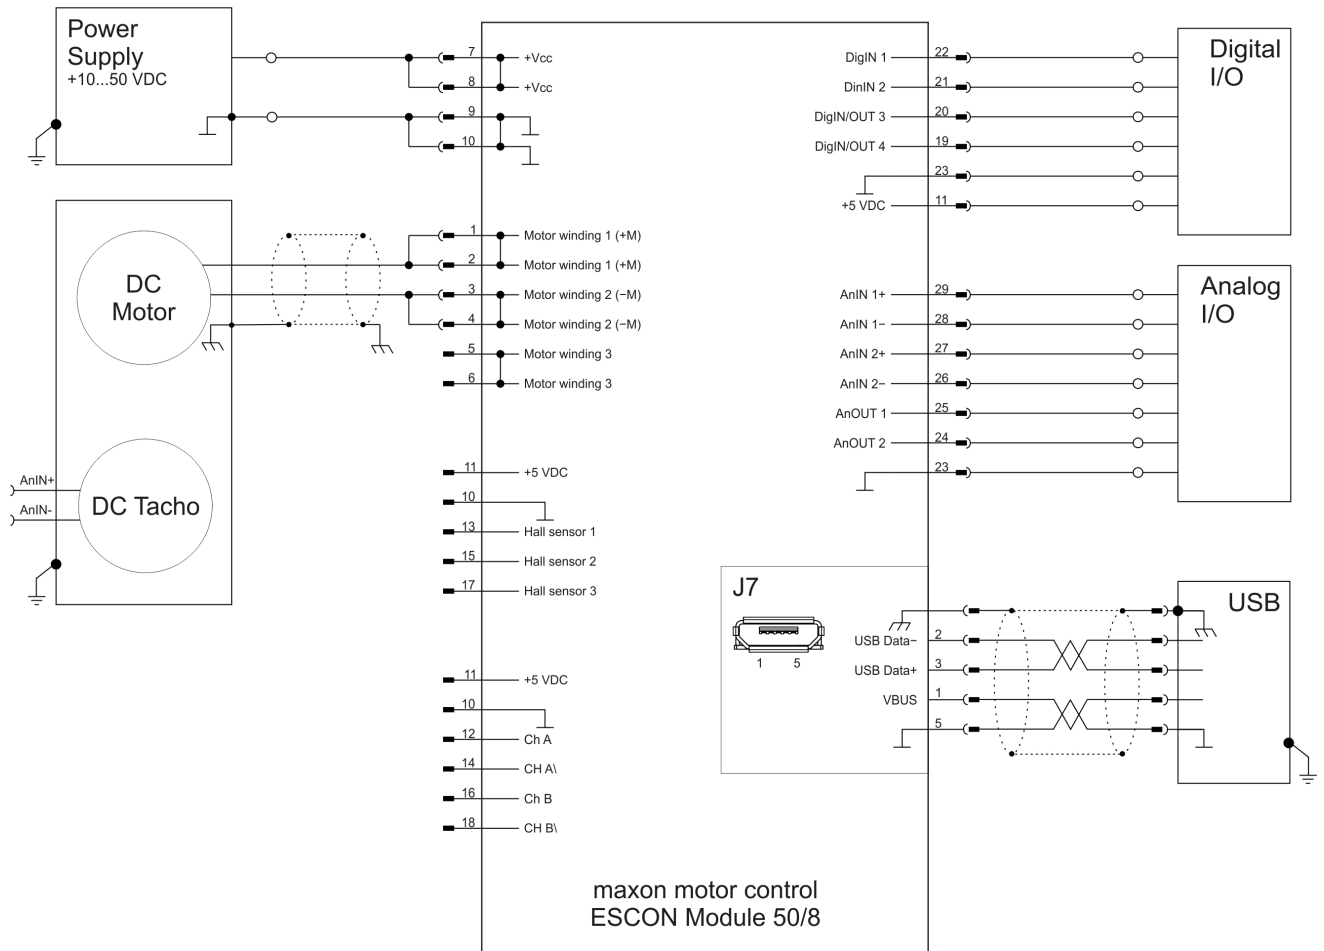 Power
Supply
+10...50 VDC
7
+Vcc
8
+Vcc
9
10
DC
Motor
1
Motor winding 1 (+M)
2
Motor winding 1 (+M)
3
Motor winding 2 (−M)
4
Motor winding 2 (−M)
5
Motor winding 3
6
Motor winding 3
AnIN+
AnIN-
DC Tacho
11
+5 VDC
10
13
Hall sensor 1
15
Hall sensor 2
17
Hall sensor 3
11
+5 VDC
10
12
Ch A
14
CH A\
16
Ch B
18
CH B\
DigIN 1
22
DinIN 2
21
DigIN/OUT 3
20
DigIN/OUT 4
19
23
+5 VDC
11
Digital
I/O
AnIN 1+
29
AnIN 1−
28
AnIN 2+
27
AnIN 2−
26
AnOUT 1
25
AnOUT 2
24
23
Analog
I/O
J7
1 5
USB Data−
2
USB Data+
3
VBUS
1
5
USB
maxon motor control
ESCON Module 50/8